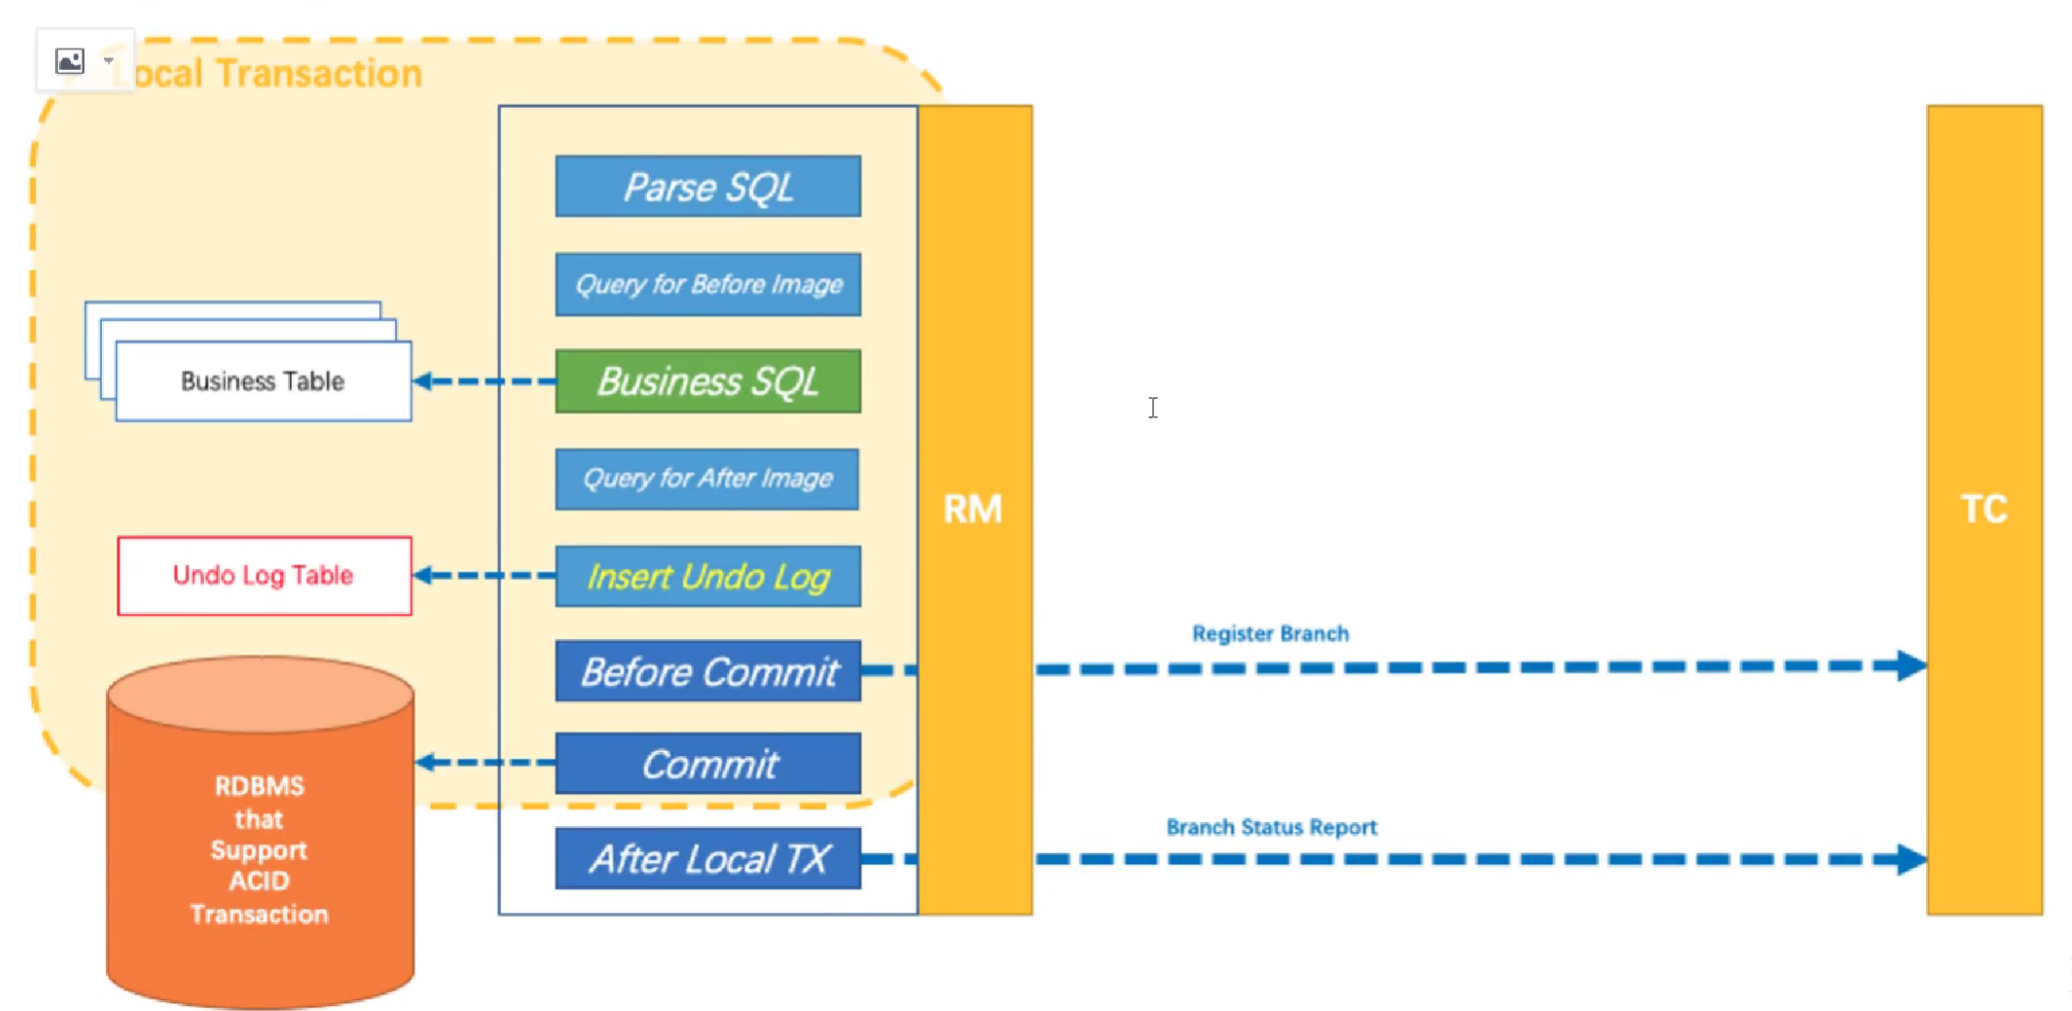 ocal Transaction
Parse SQL
Query for Before Image
Business Table
Business SQL
Query for After Image
RM
TC
Undo Log Table
Insert Undo Log
Register Branch
Before Commit
Commit
RDBMS
that
Support
ACID
Transaction
Branch Status Report
After Local TX